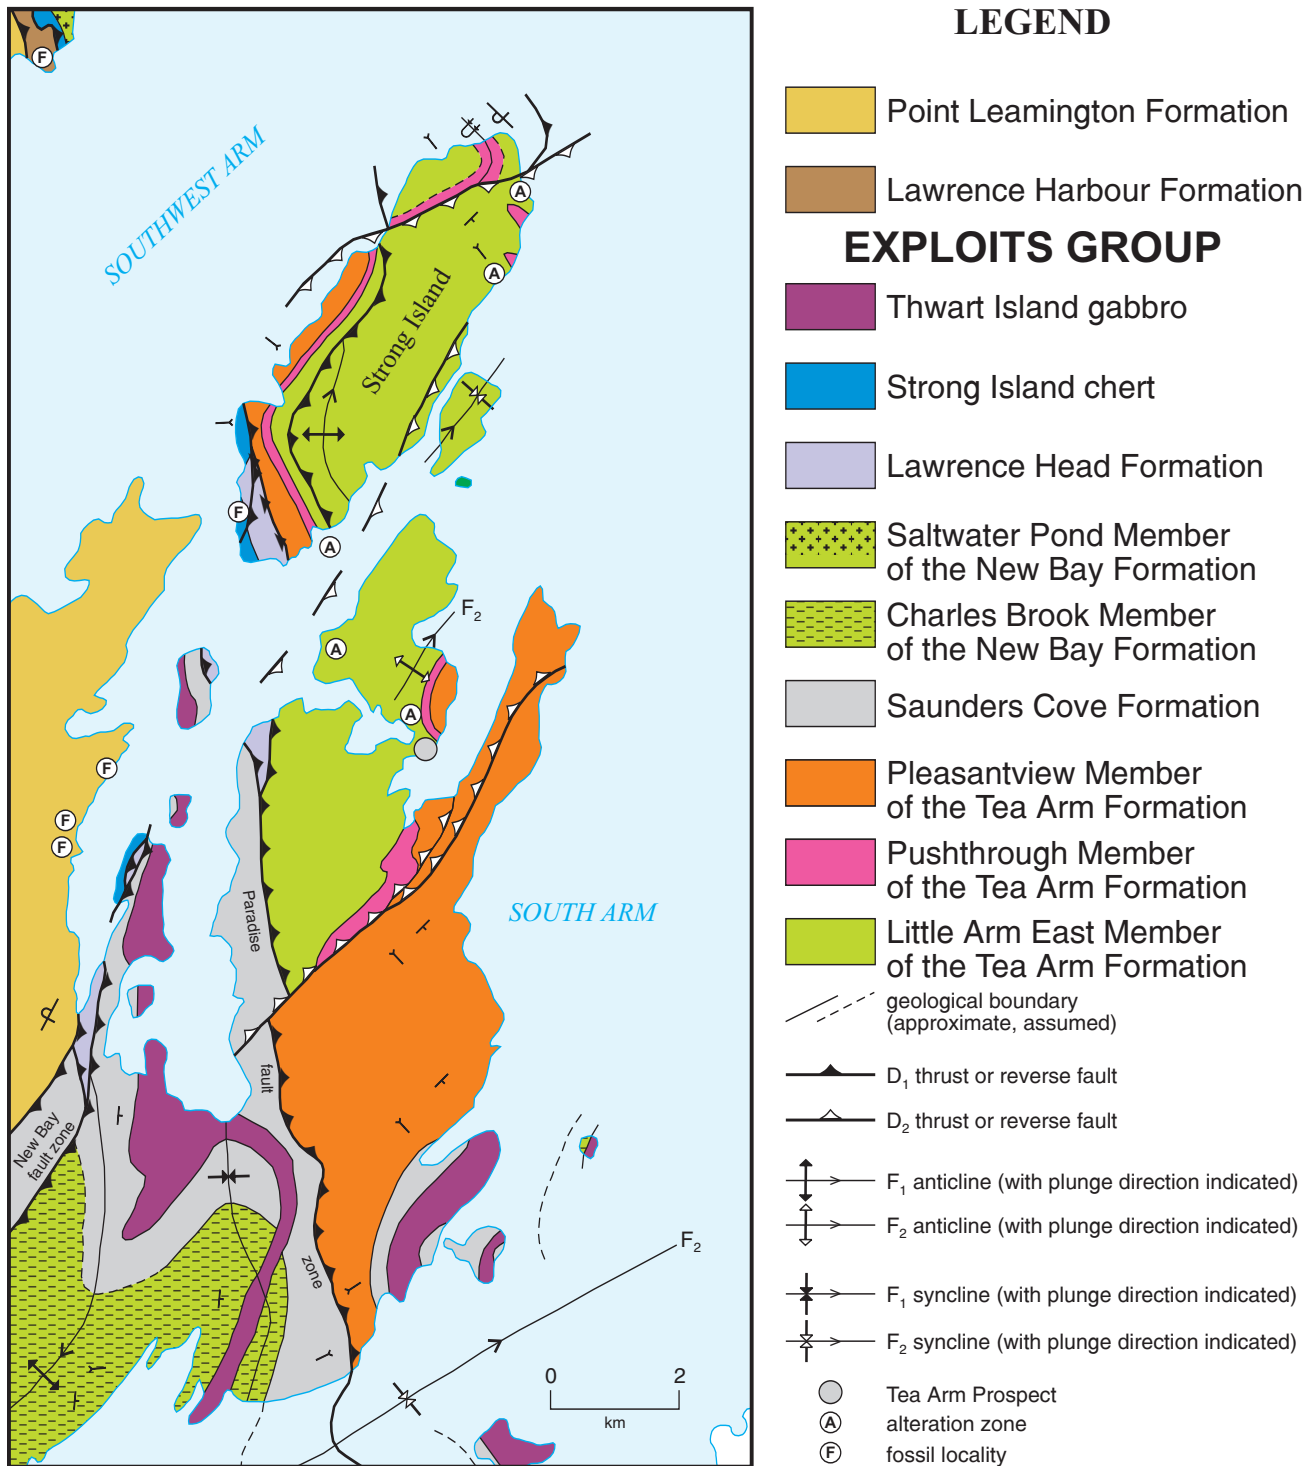 LEGEND
Point Leamington Formation
Lawrence Harbour Formation
EXPLOITS GROUP
Thwart Island gabbro
Strong Island chert
Lawrence Head Formation
Saltwater Pond Member
of the New Bay Formation
Charles Brook Member
of the New Bay Formation
Saunders Cove Formation
Pleasantview Member
of the Tea Arm Formation
Pushthrough Member
of the Tea Arm Formation
Little Arm East Member
of the Tea Arm Formation
geological boundary
(approximate, assumed)
D1 thrust or reverse fault
D2 thrust or reverse fault
F1 anticline (with plunge direction indicated)
F2 anticline (with plunge direction indicated)
F1 syncline (with plunge direction indicated)
F2 syncline (with plunge direction indicated)
Tea Arm Prospect
A alteration zone
F fossil locality
F
SOUTHWEST ARM
A
A
Strong Island
F
A
F2
A
A
F
F
F
Paradise
fault
zone
SOUTH ARM
New Bay
fault zone
F2
0 2
km